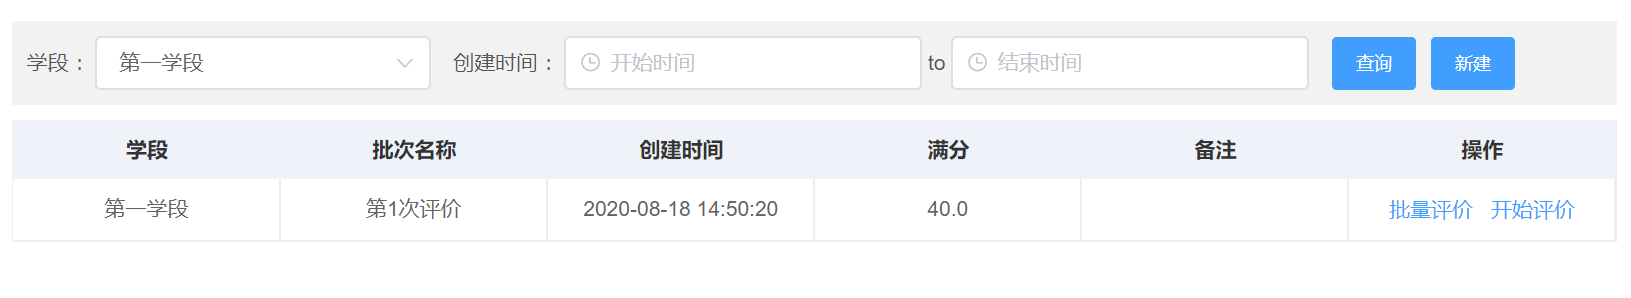 学段： 第一学段 创建时间： 开始时间 to 结束时间 查询 新建
学段 批次名称 创建时间 满分 备注 操作
第一学段 第1次评价 2020-08-18 14:50:20 40.0 批量评价 开始评价